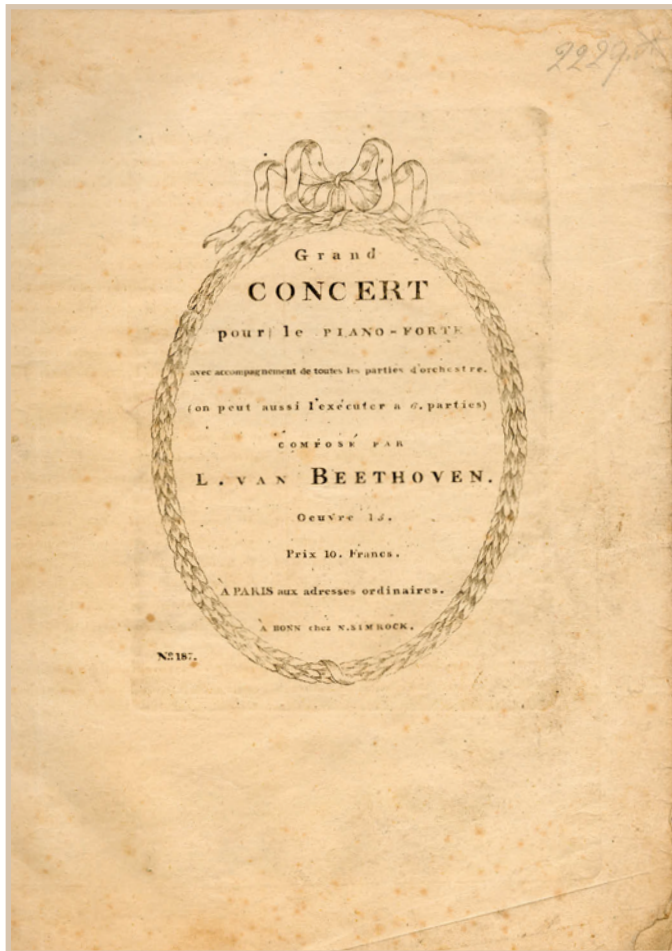 2229.
Grand
CONCERT
pour le PIANO-FORTE
avec accompagnement de toutes les parties d'orchestre.
(on peut aussi l'exécuter a 6. parties)
COMPOSÉ PAR
L. VAN BEETHOVEN.
Oeuvre 15.
Prix 10. Francs.
À PARIS aux adresses ordinaires.
À BONN chez N. SIMROCK.
No. 187.